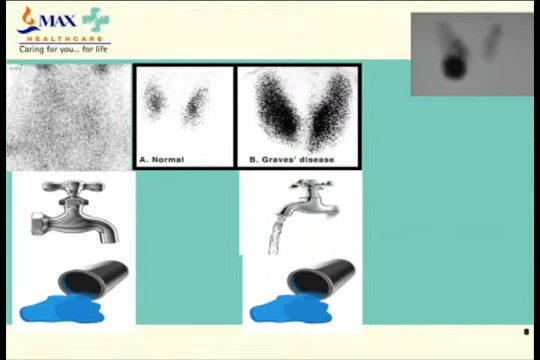 MAX
HEALTHCARE
Caring for you... for life
A. Normal
B. Graves' disease
8